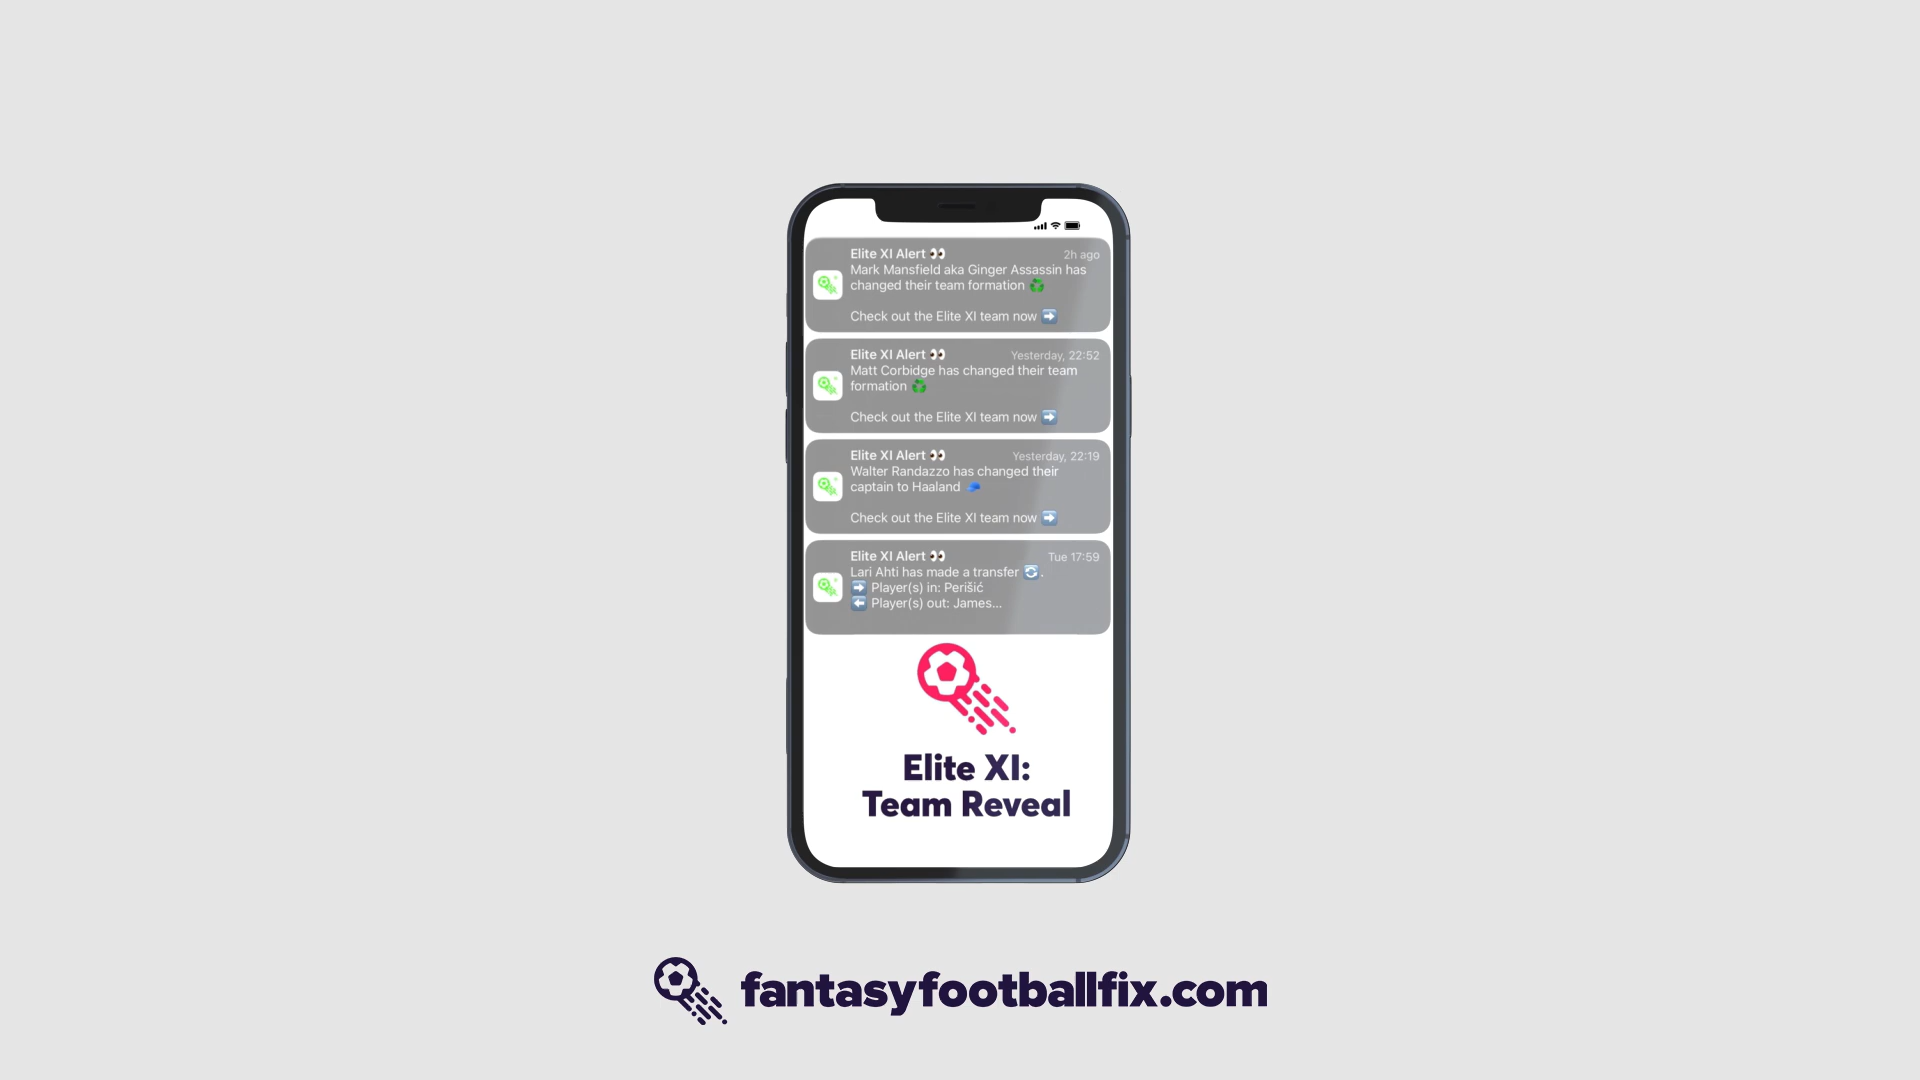 Elite XI Alert 👀 2h ago
Mark Mansfield aka Ginger Assassin has
changed their team formation ♻️
Check out the Elite XI team now ➡️
Elite XI Alert 👀 Yesterday, 22:52
Matt Corbidge has changed their team
formation ♻️
Check out the Elite XI team now ➡️
Elite XI Alert 👀 Yesterday, 22:19
Walter Randazzo has changed their
captain to Haaland 🧢
Check out the Elite XI team now ➡️
Elite XI Alert 👀 Tue 17:59
Lari Ahti has made a transfer 🔄.
➡️ Player(s) in: Perišić
⬅️ Player(s) out: James...
Elite XI:
Team Reveal
fantasyfootballfix.com